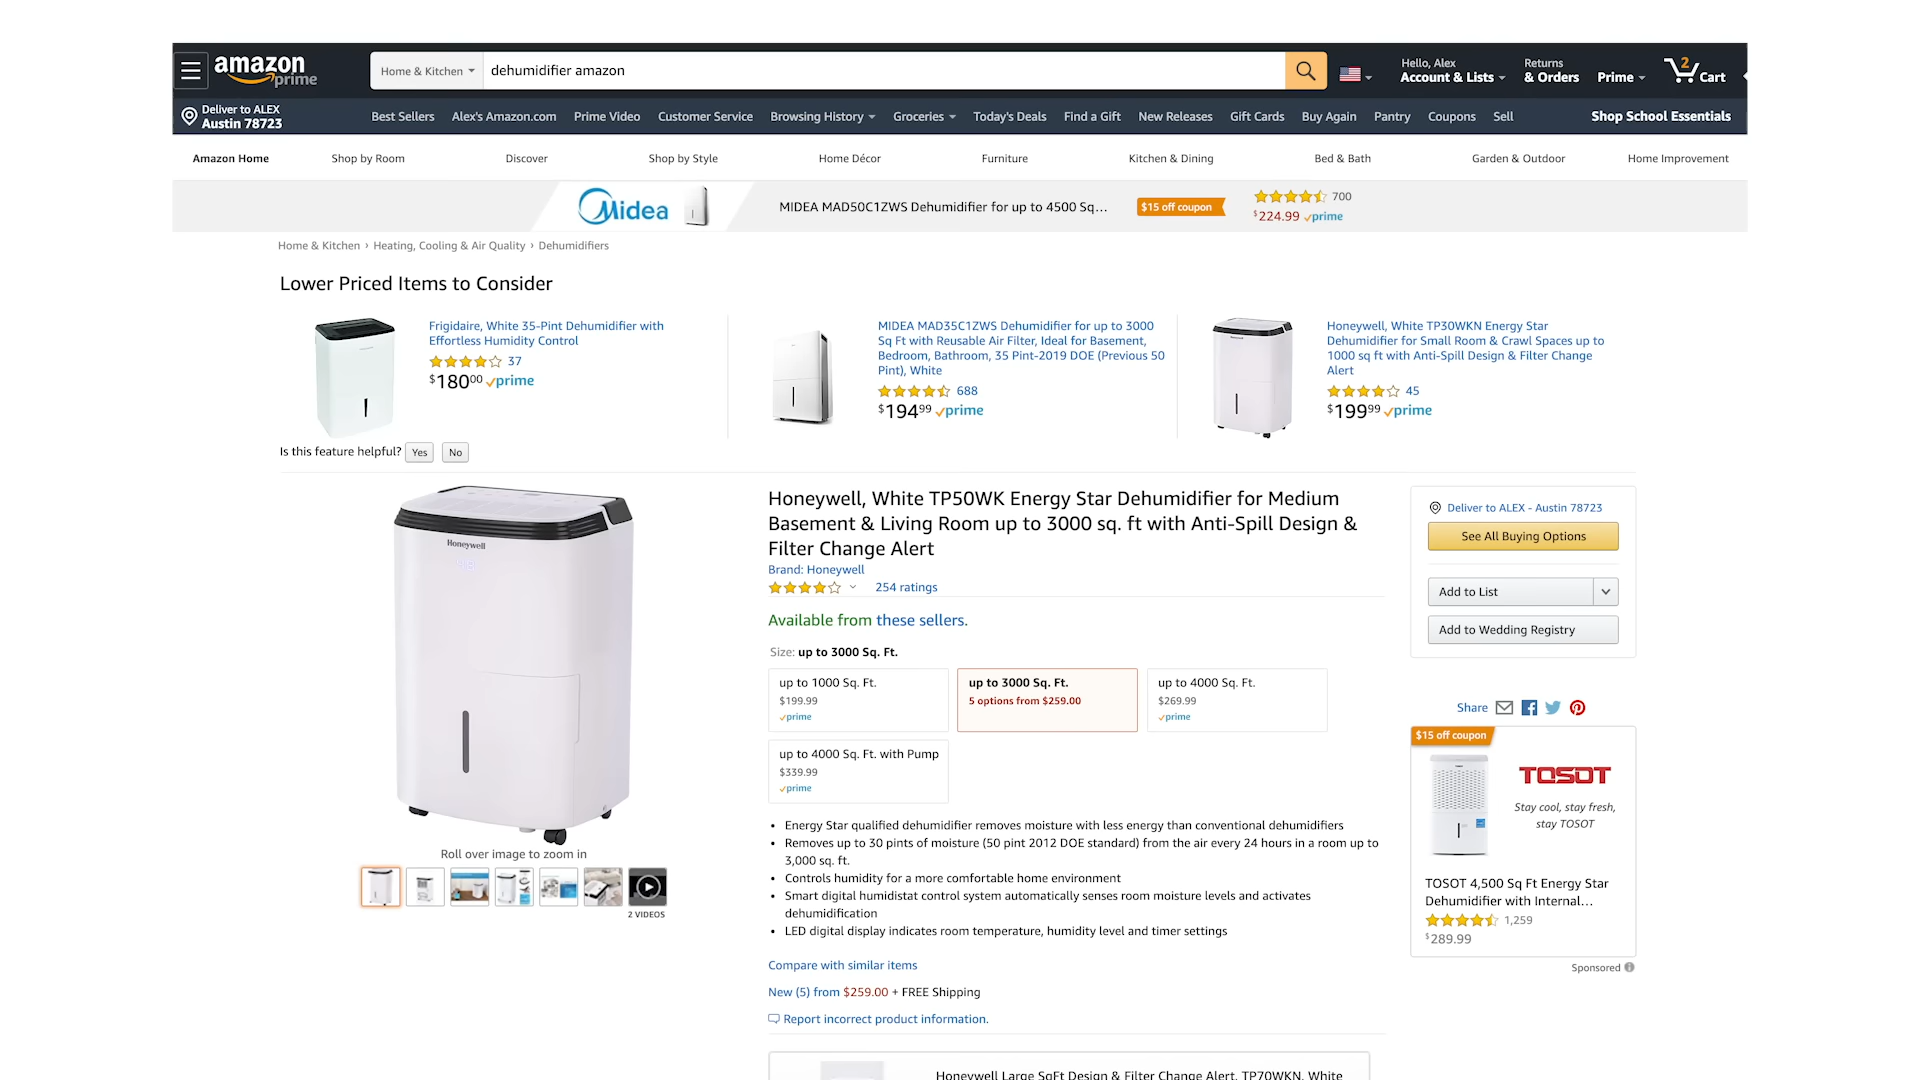 amazon prime
Home & Kitchen
dehumidifier amazon
Hello, Alex
Account & Lists
Returns
& Orders
Prime
2
Cart
Deliver to ALEX
Austin 78723
Best Sellers
Alex's Amazon.com
Prime Video
Customer Service
Browsing History
Groceries
Today's Deals
Find a Gift
New Releases
Gift Cards
Buy Again
Pantry
Coupons
Sell
Shop School Essentials
Amazon Home
Shop by Room
Discover
Shop by Style
Home Décor
Furniture
Kitchen & Dining
Bed & Bath
Garden & Outdoor
Home Improvement
Midea
MIDEA MAD50C1ZWS Dehumidifier for up to 4500 Sq...
$15 off coupon
700
$224.99 prime
Home & Kitchen › Heating, Cooling & Air Quality › Dehumidifiers
Lower Priced Items to Consider
Frigidaire, White 35-Pint Dehumidifier with
Effortless Humidity Control
37
$18000 prime
MIDEA MAD35C1ZWS Dehumidifier for up to 3000
Sq Ft with Reusable Air Filter, Ideal for Basement,
Bedroom, Bathroom, 35 Pint-2019 DOE (Previous 50
Pint), White
688
$19499 prime
Honeywell, White TP30WKN Energy Star
Dehumidifier for Small Room & Crawl Spaces up to
1000 sq ft with Anti-Spill Design & Filter Change
Alert
45
$19999 prime
Is this feature helpful? Yes No
Honeywell
Roll over image to zoom in
2 VIDEOS
Honeywell, White TP50WK Energy Star Dehumidifier for Medium
Basement & Living Room up to 3000 sq. ft with Anti-Spill Design &
Filter Change Alert
Brand: Honeywell
254 ratings
Available from these sellers.
Size: up to 3000 Sq. Ft.
up to 1000 Sq. Ft.
$199.99
prime
up to 3000 Sq. Ft.
5 options from $259.00
up to 4000 Sq. Ft.
$269.99
prime
up to 4000 Sq. Ft. with Pump
$339.99
prime
• Energy Star qualified dehumidifier removes moisture with less energy than conventional dehumidifiers
• Removes up to 30 pints of moisture (50 pint 2012 DOE standard) from the air every 24 hours in a room up to
3,000 sq. ft.
• Controls humidity for a more comfortable home environment
• Smart digital humidistat control system automatically senses room moisture levels and activates
dehumidification
• LED digital display indicates room temperature, humidity level and timer settings
Compare with similar items
New (5) from $259.00 + FREE Shipping
Report incorrect product information.
Honeywell Large SqFt Design & Filter Change Alert, TP70WKN, White
Deliver to ALEX - Austin 78723
See All Buying Options
Add to List
Add to Wedding Registry
Share
$15 off coupon
TOSOT
Stay cool, stay fresh,
stay TOSOT
TOSOT 4,500 Sq Ft Energy Star
Dehumidifier with Internal...
1,259
$289.99
Sponsored